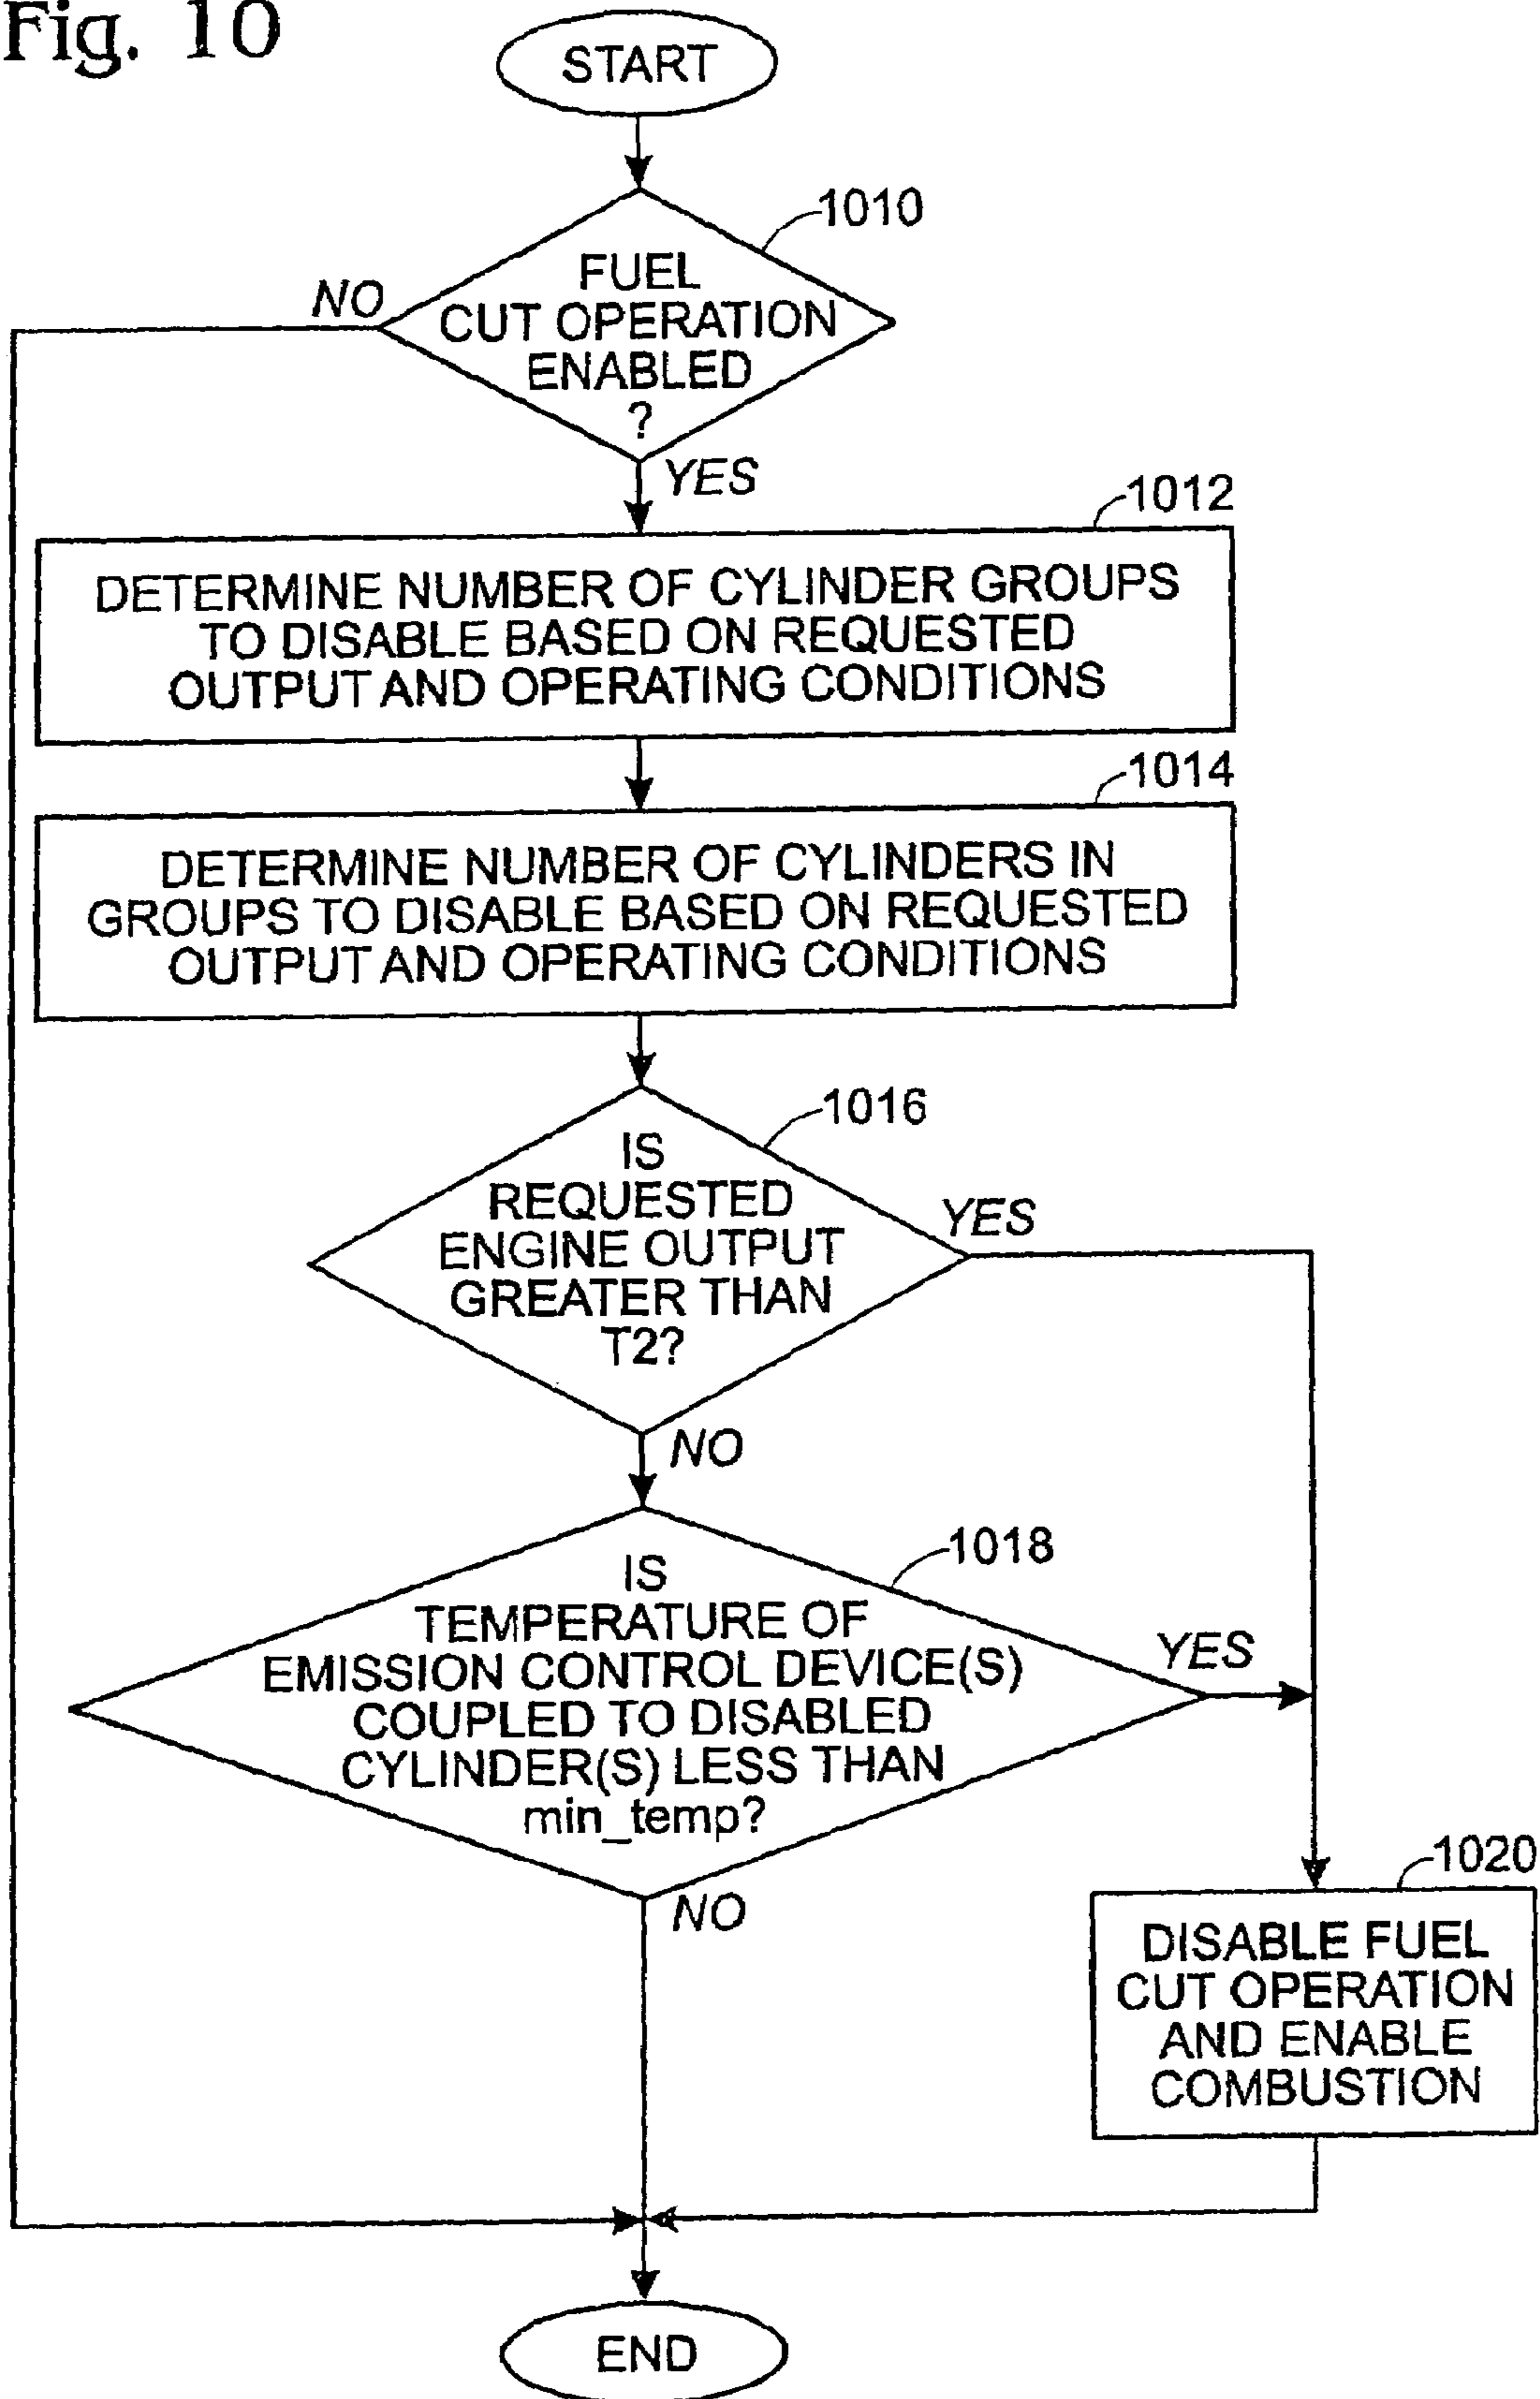 Fig. 10
START
1010
FUEL
CUT OPERATION
ENABLED
?
NO
YES
1012
DETERMINE NUMBER OF CYLINDER GROUPS
TO DISABLE BASED ON REQUESTED
OUTPUT AND OPERATING CONDITIONS
1014
DETERMINE NUMBER OF CYLINDERS IN
GROUPS TO DISABLE BASED ON REQUESTED
OUTPUT AND OPERATING CONDITIONS
1016
IS
REQUESTED
ENGINE OUTPUT
GREATER THAN
T2?
YES
NO
1018
IS
TEMPERATURE OF
EMISSION CONTROL DEVICE(S)
COUPLED TO DISABLED
CYLINDER(S) LESS THAN
min_temp?
YES
NO
1020
DISABLE FUEL
CUT OPERATION
AND ENABLE
COMBUSTION
END